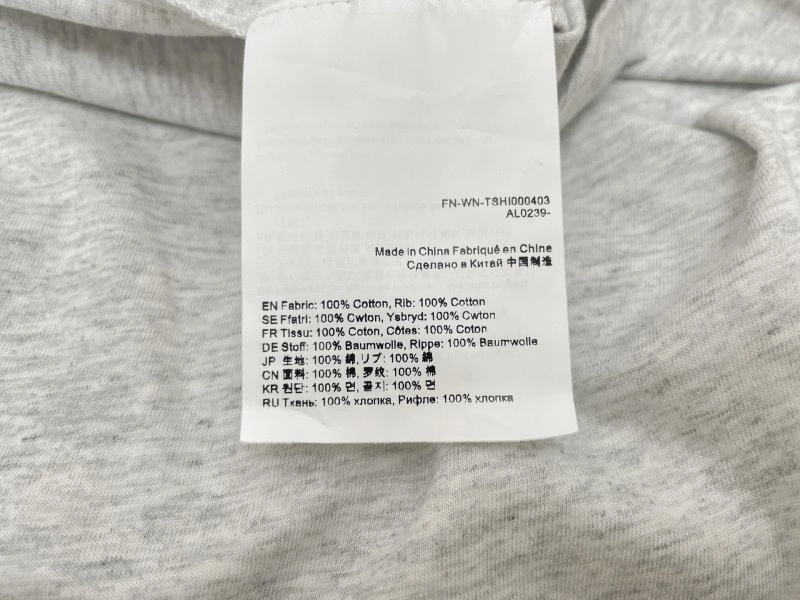 FN-WN-TSHI000403
AL0239-
Made in China Fabriqué en Chine
Сделано в Китай 中国制造
EN Fabric: 100% Cotton, Rib: 100% Cotton
SE Ffatri: 100% Cwton, Ysbryd: 100% Cwton
FR Tissu: 100% Coton, Côtes: 100% Coton
DE Stoff: 100% Baumwolle, Rippe: 100% Baumwolle
JP 生地: 100% 綿,リブ: 100% 綿
CN 面料: 100% 棉, 罗纹: 100% 棉
KR 원단: 100% 면, 골지: 100% 면
RU Ткань: 100% хлопка, Рифле: 100% хлопка